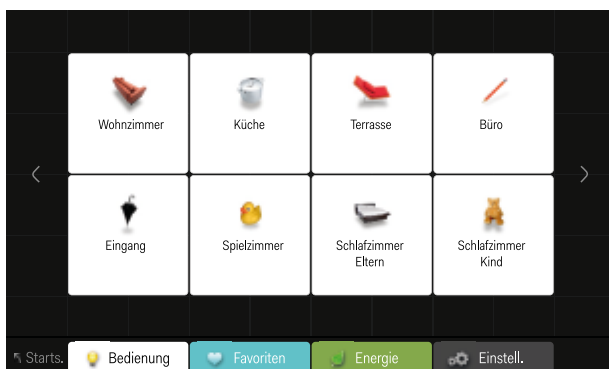 Wohnzimmer
Küche
Terrasse
Büro
Eingang
Spielzimmer
Schlafzimmer
Eltern
Schlafzimmer
Kind
Starts.
Bedienung
Favoriten
Energie
Einstell.